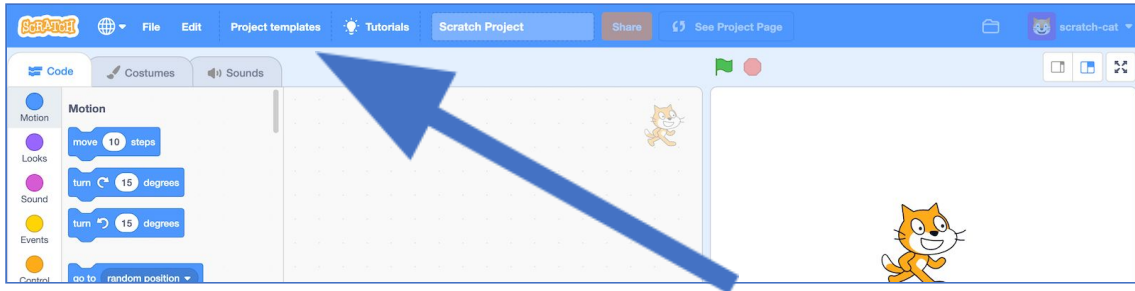 SCRATCH File Edit Project templates Tutorials Scratch Project Share See Project Page scratch-cat
Code Costumes Sounds
Motion
Looks
Sound
Events
Control
Motion
move 10 steps
turn 15 degrees
turn 15 degrees
go to random position